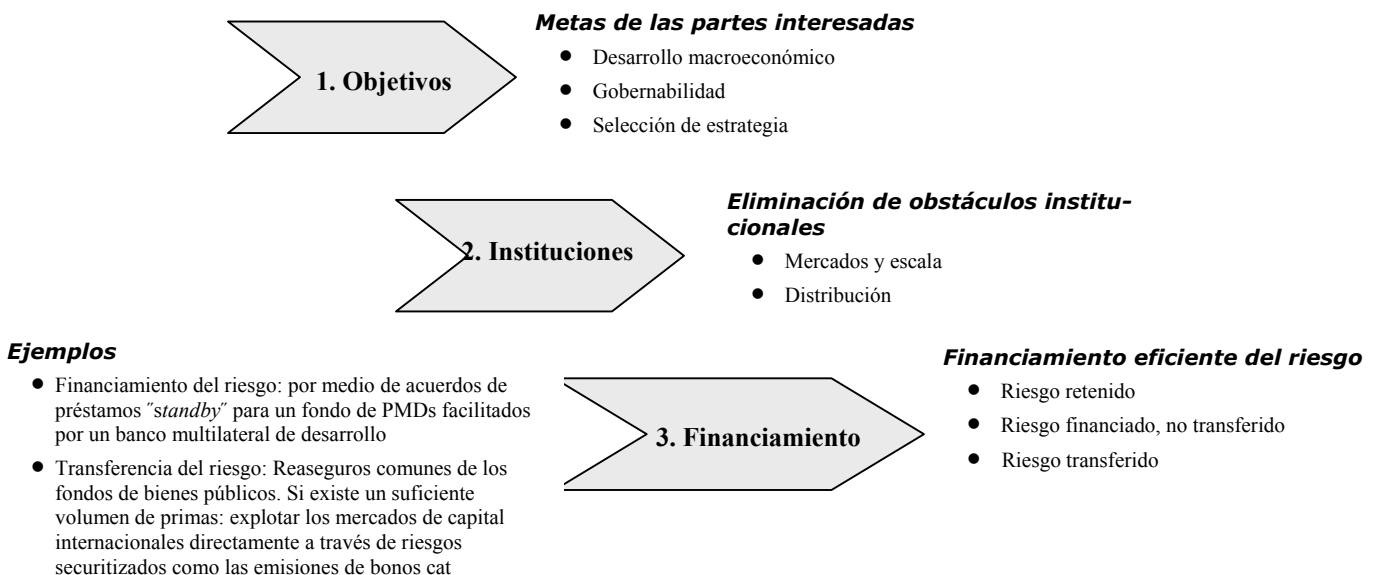 Metas de las partes interesadas
1. Objetivos
● Desarrollo macroeconómico
● Gobernabilidad
● Selección de estrategia
Eliminación de obstáculos institu-
cionales
2. Instituciones
● Mercados y escala
● Distribución
Ejemplos
● Financiamiento del riesgo: por medio de acuerdos de
préstamos ˝standby˝ para un fondo de PMDs facilitados
por un banco multilateral de desarrollo
● Transferencia del riesgo: Reaseguros comunes de los
fondos de bienes públicos. Si existe un suficiente
volumen de primas: explotar los mercados de capital
internacionales directamente a través de riesgos
securitizados como las emisiones de bonos cat
Financiamiento eficiente del riesgo
3. Financiamiento
● Riesgo retenido
● Riesgo financiado, no transferido
● Riesgo transferido